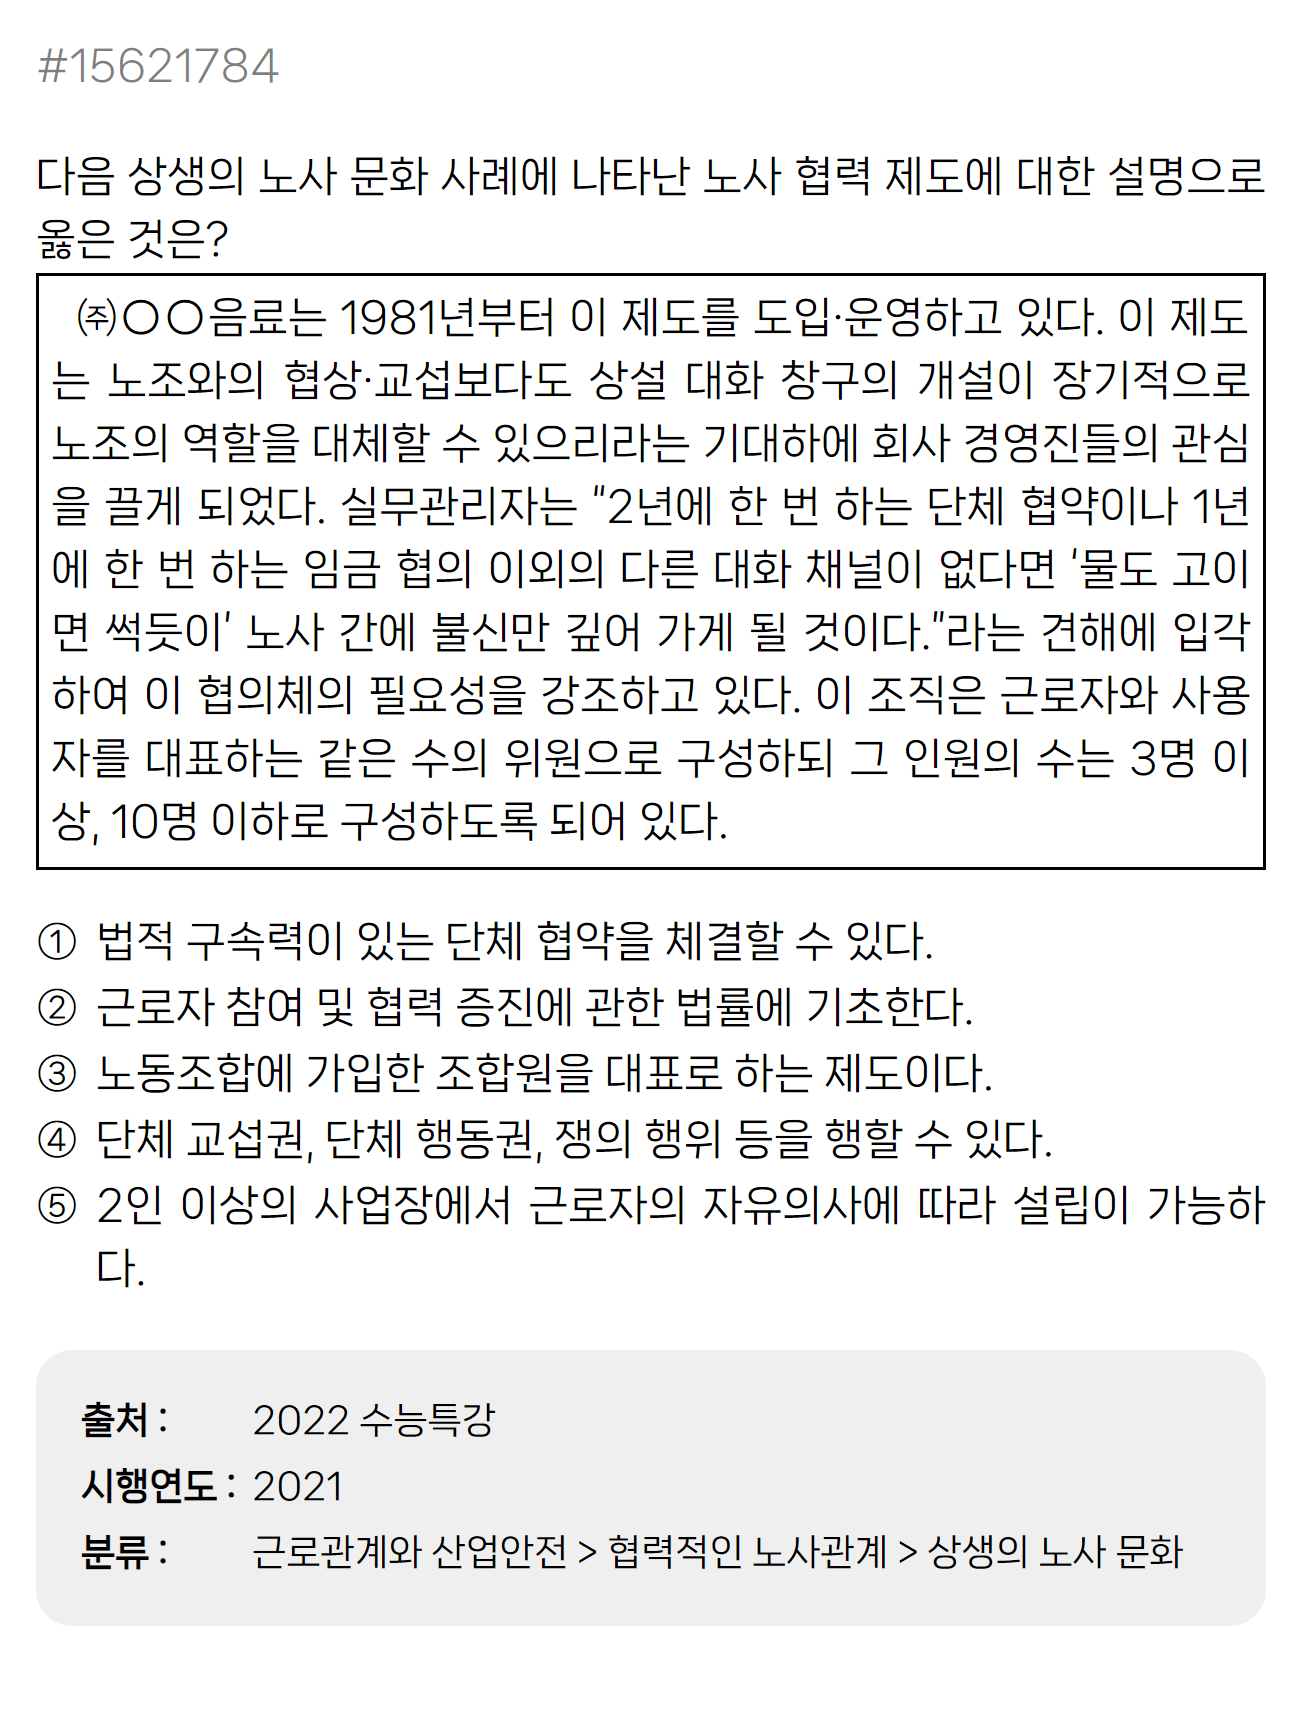 #15621784
다음 상생의 노사 문화 사례에 나타난 노사 협력 제도에 대한 설명으로
옳은 것은?
㈜〇〇음료는 1981년부터 이 제도를 도입·운영하고 있다. 이 제도
는 노조와의 협상·교섭보다도 상설 대화 창구의 개설이 장기적으로
노조의 역할을 대체할 수 있으리라는 기대하에 회사 경영진들의 관심
을 끌게 되었다. 실무관리자는 "2년에 한 번 하는 단체 협약이나 1년
에 한 번 하는 임금 협의 이외의 다른 대화 채널이 없다면 '물도 고이
면 썩듯이' 노사 간에 불신만 깊어 가게 될 것이다."라는 견해에 입각
하여 이 협의체의 필요성을 강조하고 있다. 이 조직은 근로자와 사용
자를 대표하는 같은 수의 위원으로 구성하되 그 인원의 수는 3명 이
상, 10명 이하로 구성하도록 되어 있다.
① 법적 구속력이 있는 단체 협약을 체결할 수 있다.
② 근로자 참여 및 협력 증진에 관한 법률에 기초한다.
③ 노동조합에 가입한 조합원을 대표로 하는 제도이다.
④ 단체 교섭권, 단체 행동권, 쟁의 행위 등을 행할 수 있다.
⑤ 2인 이상의 사업장에서 근로자의 자유의사에 따라 설립이 가능하
다.
출처 : 2022 수능특강
시행연도 : 2021
분류 : 근로관계와 산업안전 > 협력적인 노사관계 > 상생의 노사 문화